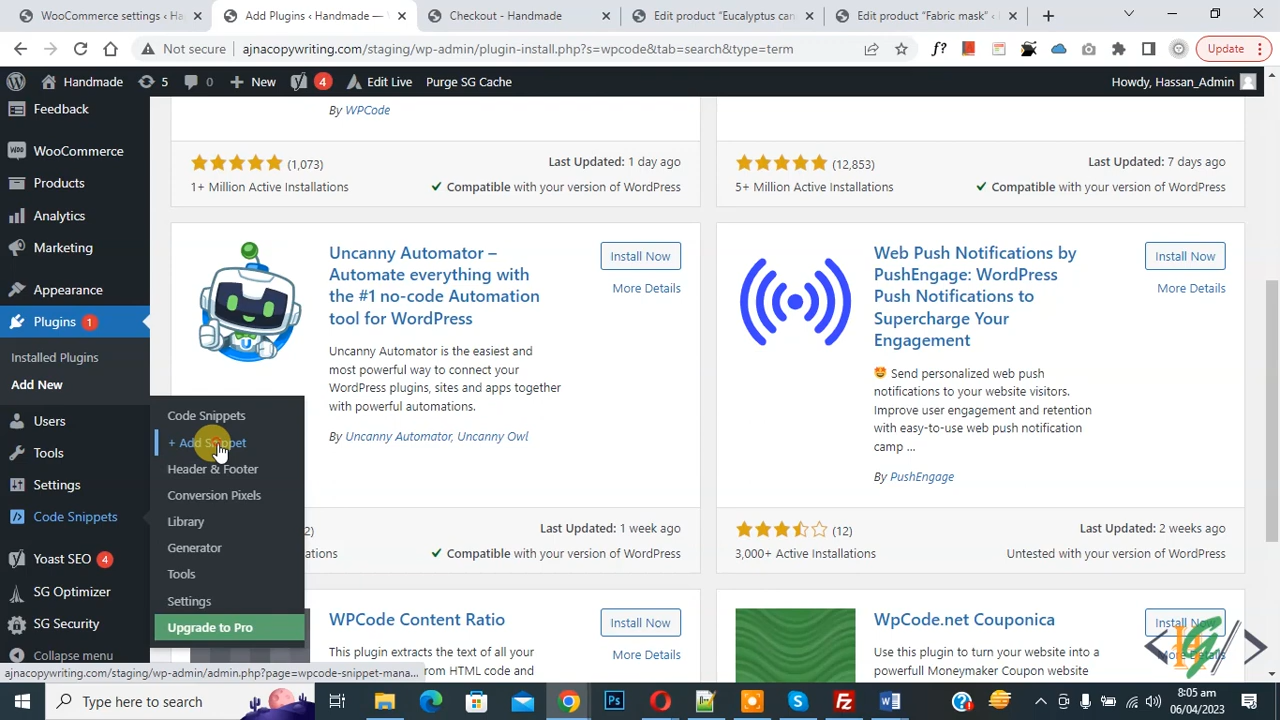 WooCommerce settings ‹ Ha
Add Plugins ‹ Handmade —
Checkout - Handmade
Edit product “Eucalyptus can
Edit product “Fabric mask” ‹
Not secure
ajnacopywriting.com/staging/wp-admin/plugin-install.php?s=wpcode&tab=search&type=term
f?
Update
Handmade
5
0
New
4
Edit Live
Purge SG Cache
Howdy, Hassan_Admin
Feedback
WooCommerce
Products
Analytics
Marketing
Appearance
Plugins 1
Installed Plugins
Add New
Users
Tools
Settings
Code Snippets
Yoast SEO 4
SG Optimizer
SG Security
Collapse menu
Code Snippets
+ Add Snippet
Header & Footer
Conversion Pixels
Library
Generator
Tools
Settings
Upgrade to Pro
By WPCode
(1,073)
Last Updated: 1 day ago
1+ Million Active Installations
Compatible with your version of WordPress
(12,853)
Last Updated: 7 days ago
5+ Million Active Installations
Compatible with your version of WordPress
Uncanny Automator –
Automate everything with
the #1 no-code Automation
tool for WordPress
Install Now
More Details
Uncanny Automator is the easiest and
most powerful way to connect your
WordPress plugins, sites and apps together
with powerful automations.
By Uncanny Automator, Uncanny Owl
2)
Last Updated: 1 week ago
Compatible with your version of WordPress
Web Push Notifications by
PushEngage: WordPress
Push Notifications to
Supercharge Your
Engagement
Install Now
More Details
Send personalized web push
notifications to your website visitors.
Improve user engagement and retention
with easy-to-use web push notification
camp ...
By PushEngage
(12)
Last Updated: 2 weeks ago
3,000+ Active Installations
Untested with your version of WordPress
WPCode Content Ratio
Install Now
More Details
This plugin extracts the text of all your
from HTML code and
WpCode.net Couponica
Install Now
More Details
Use this plugin to turn your website into a
powerfull Moneymaker Coupon website
ajnacopywriting.com/staging/wp-admin/admin.php?page=wpcode-snippet-mana...
Type here to search
8:05 am
06/04/2023